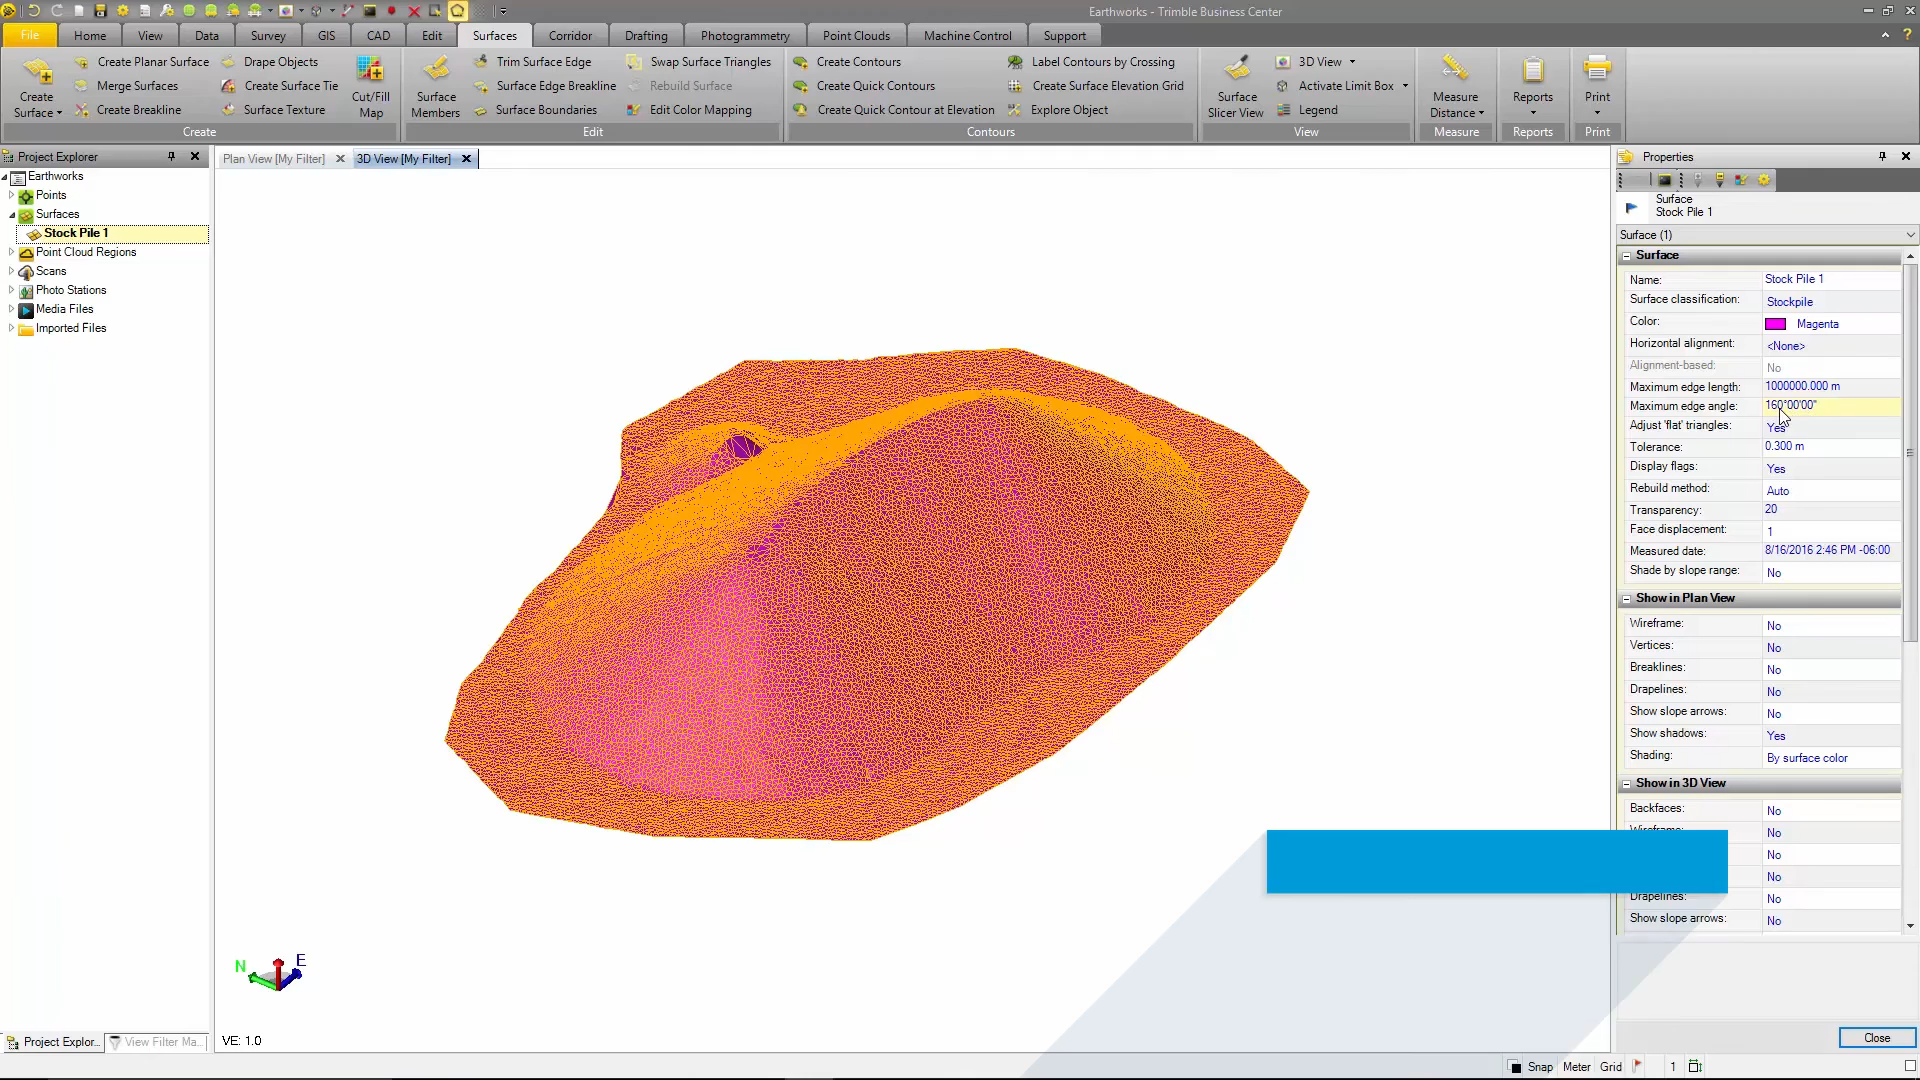 Earthworks - Trimble Business Center
File Home View Data Survey GIS CAD Edit Surfaces Corridor Drafting Photogrammetry Point Clouds Machine Control Support
Create Surface
Create Planar Surface
Merge Surfaces
Create Breakline
Drape Objects
Create Surface Tie
Surface Texture
Cut/Fill Map
Create
Surface Members
Trim Surface Edge
Surface Edge Breakline
Surface Boundaries
Swap Surface Triangles
Rebuild Surface
Edit Color Mapping
Edit
Create Contours
Create Quick Contours
Create Quick Contour at Elevation
Label Contours by Crossing
Create Surface Elevation Grid
Explore Object
Contours
Surface Slicer View
3D View
Activate Limit Box
Legend
View
Measure Distance
Measure
Reports
Reports
Print
Print
Project Explorer
Earthworks
Points
Surfaces
Stock Pile 1
Point Cloud Regions
Scans
Photo Stations
Media Files
Imported Files
Plan View [My Filter]
3D View [My Filter]
N
E
VE: 1.0
Project Explor...
View Filter Ma...
Properties
Surface
Stock Pile 1
Surface (1)
Surface
Name: Stock Pile 1
Surface classification: Stockpile
Color: Magenta
Horizontal alignment: <None>
Alignment-based: No
Maximum edge length: 1000000.000 m
Maximum edge angle: 160°00'00"
Adjust 'flat' triangles: Yes
Tolerance: 0.300 m
Display flags: Yes
Rebuild method: Auto
Transparency: 20
Face displacement: 1
Measured date: 8/16/2016 2:46 PM -06:00
Shade by slope range: No
Show in Plan View
Wireframe: No
Vertices: No
Breaklines: No
Drapelines: No
Show slope arrows: No
Show shadows: Yes
Shading: By surface color
Show in 3D View
Backfaces: No
Wireframe: No
No
No
Drapelines: No
Show slope arrows: No
Close
Snap Meter Grid 1